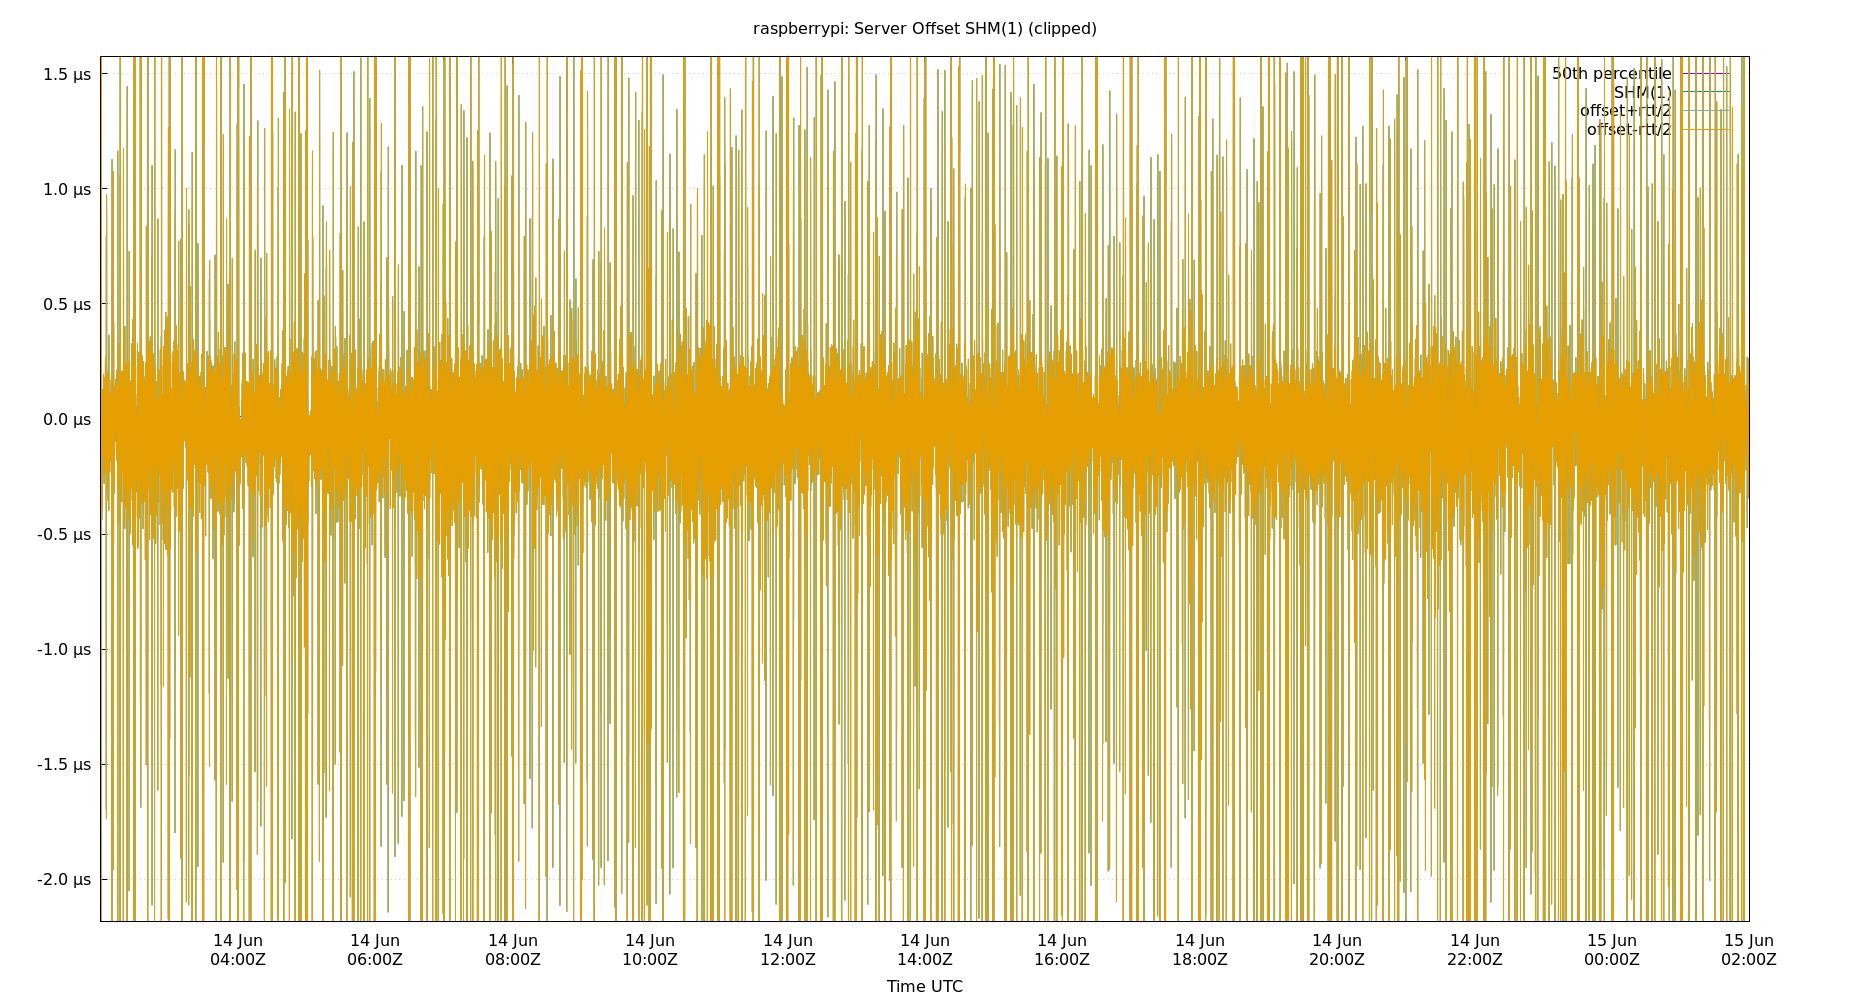 raspberrypi: Server Offset SHM(1) (clipped)
1.5 µs
1.0 µs
0.5 µs
0.0 µs
-0.5 µs
-1.0 µs
-1.5 µs
-2.0 µs
50th percentile
SHM(1)
offset+rtt/2
offset-rtt/2
14 Jun 14 Jun 14 Jun 14 Jun 14 Jun 14 Jun 14 Jun 14 Jun 14 Jun 14 Jun 15 Jun 15 Jun
04:00Z 06:00Z 08:00Z 10:00Z 12:00Z 14:00Z 16:00Z 18:00Z 20:00Z 22:00Z 00:00Z 02:00Z
Time UTC